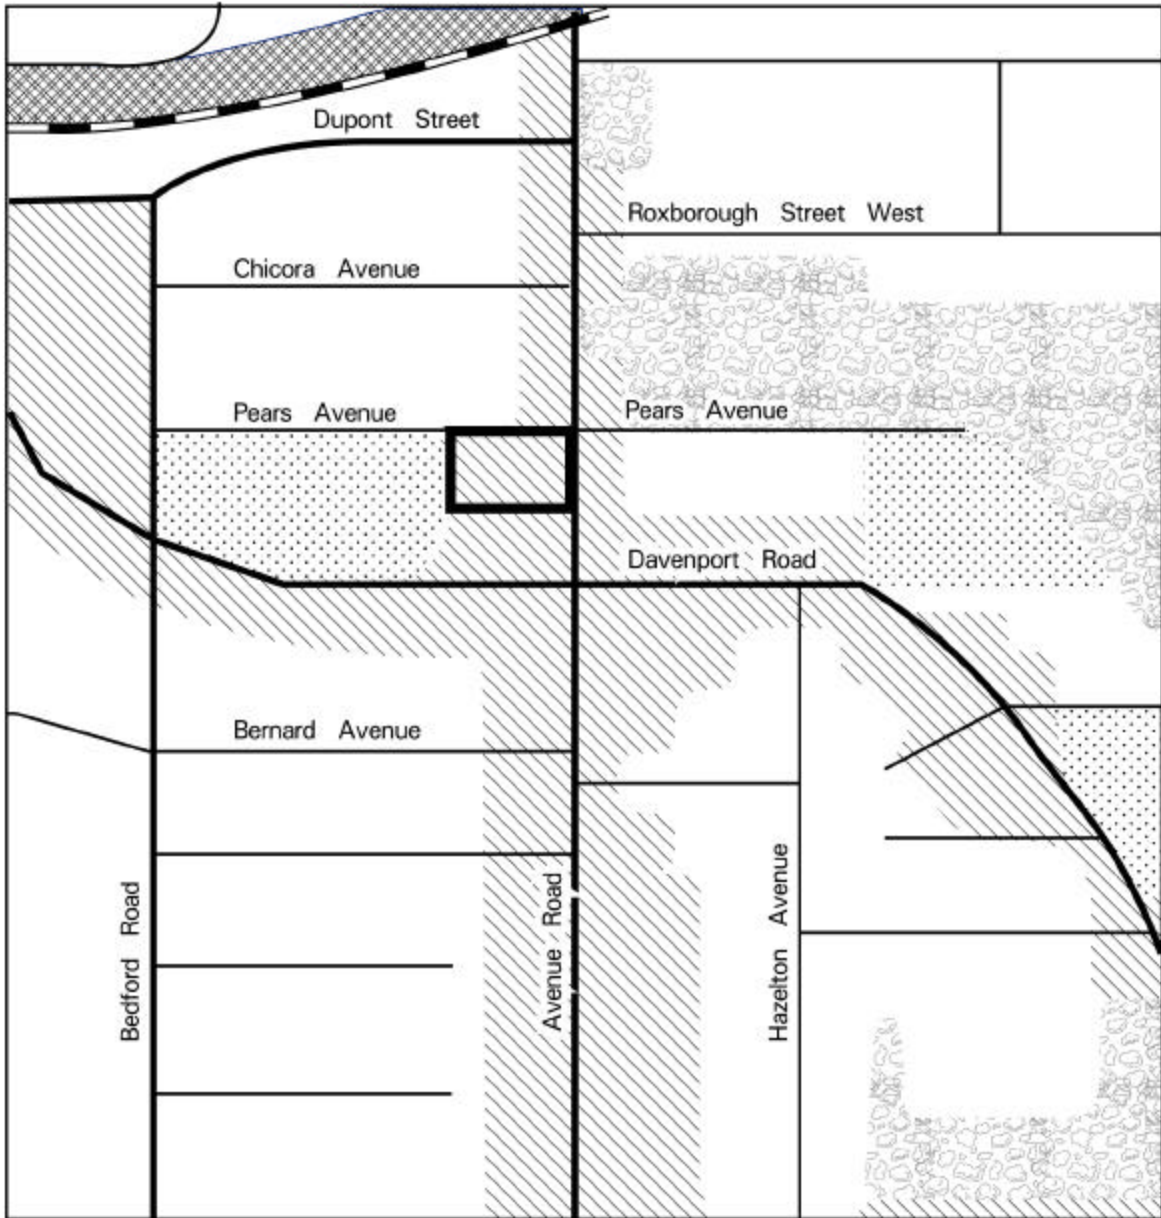 Dupont Street
Roxborough Street West
Chicora Avenue
Pears Avenue
Pears Avenue
Davenport Road
Bernard Avenue
Bedford Road
Avenue Road
Hazelton Avenue